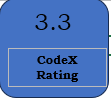 3.3
CodeX
Rating